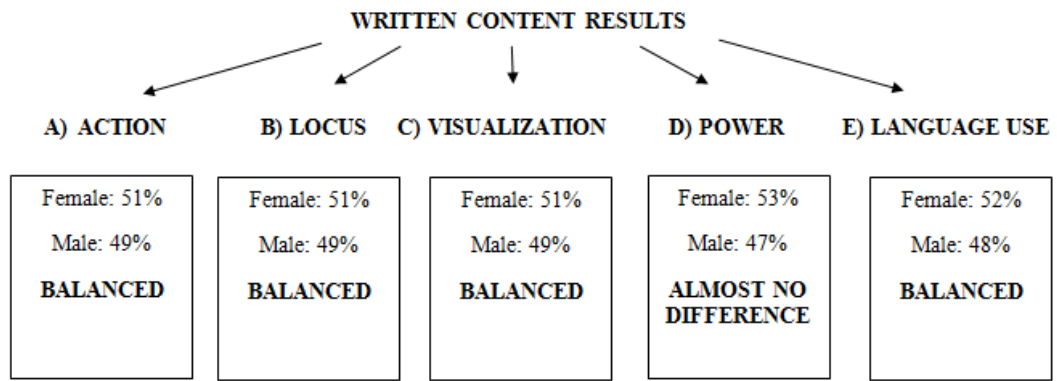 WRITTEN CONTENT RESULTS
A) ACTION
B) LOCUS
C) VISUALIZATION
D) POWER
E) LANGUAGE USE
Female: 51%
Male: 49%
BALANCED
Female: 51%
Male: 49%
BALANCED
Female: 51%
Male: 49%
BALANCED
Female: 53%
Male: 47%
ALMOST NO
DIFFERENCE
Female: 52%
Male: 48%
BALANCED